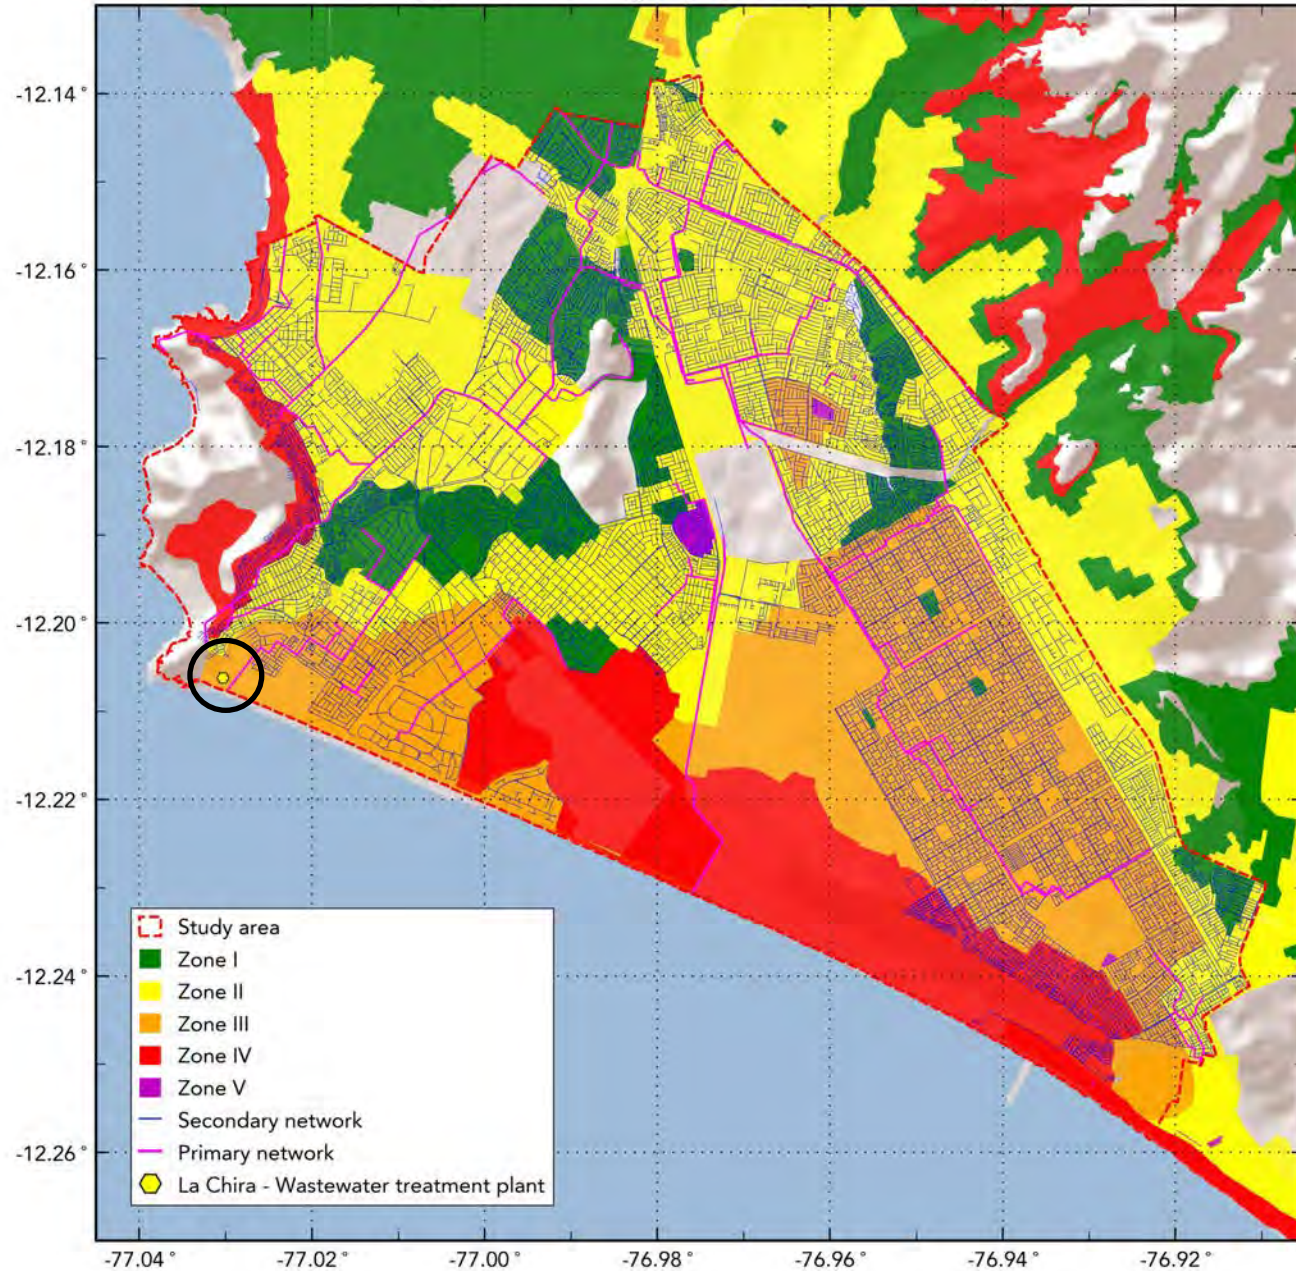 -12.14°
-12.16°
-12.18°
-12.20°
-12.22°
-12.24°
-12.26°
Study area
Zone I
Zone II
Zone III
Zone IV
Zone V
Secondary network
Primary network
La Chira - Wastewater treatment plant
-77.04° -77.02° -77.00° -76.98° -76.96° -76.94° -76.92°